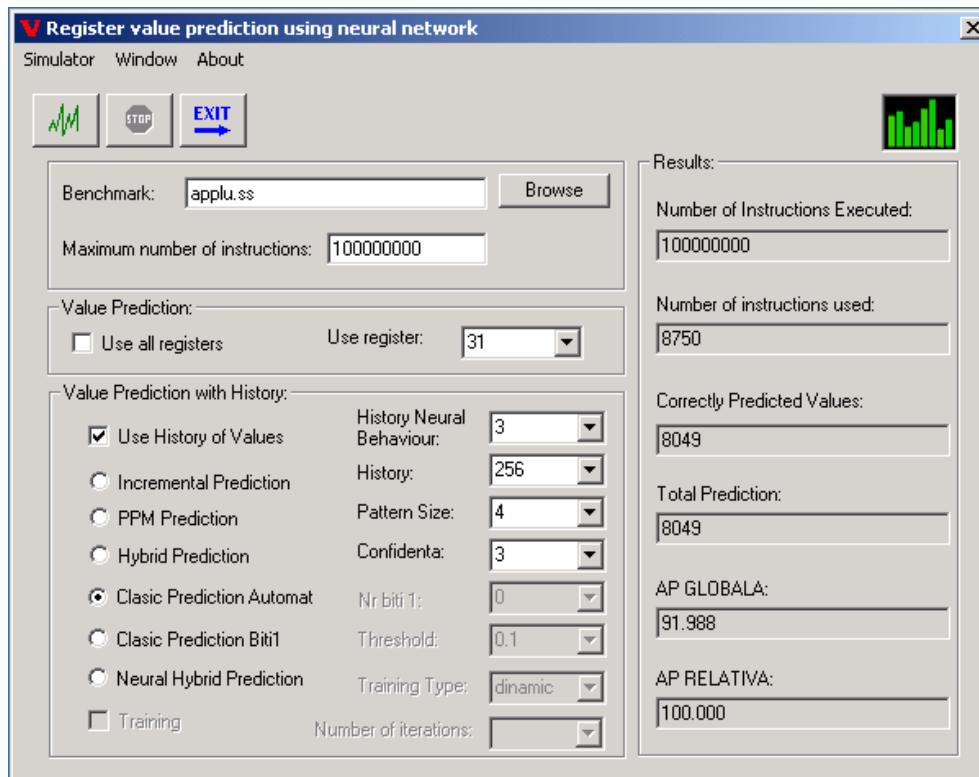 Register value prediction using neural network
Simulator Window About
STOP
EXIT
Benchmark: applu.ss Browse
Maximum number of instructions: 100000000
Value Prediction:
Use all registers Use register: 31
Value Prediction with History:
Use History of Values
Incremental Prediction
PPM Prediction
Hybrid Prediction
Clasic Prediction Automat
Clasic Prediction Biti1
Neural Hybrid Prediction
Training
History Neural
Behaviour: 3
History: 256
Pattern Size: 4
Confidenta: 3
Nr biti 1: 0
Threshold: 0.1
Training Type: dinamic
Number of iterations:
Results:
Number of Instructions Executed:
100000000
Number of instructions used:
8750
Correctly Predicted Values:
8049
Total Prediction:
8049
AP GLOBALA:
91.988
AP RELATIVA:
100.000